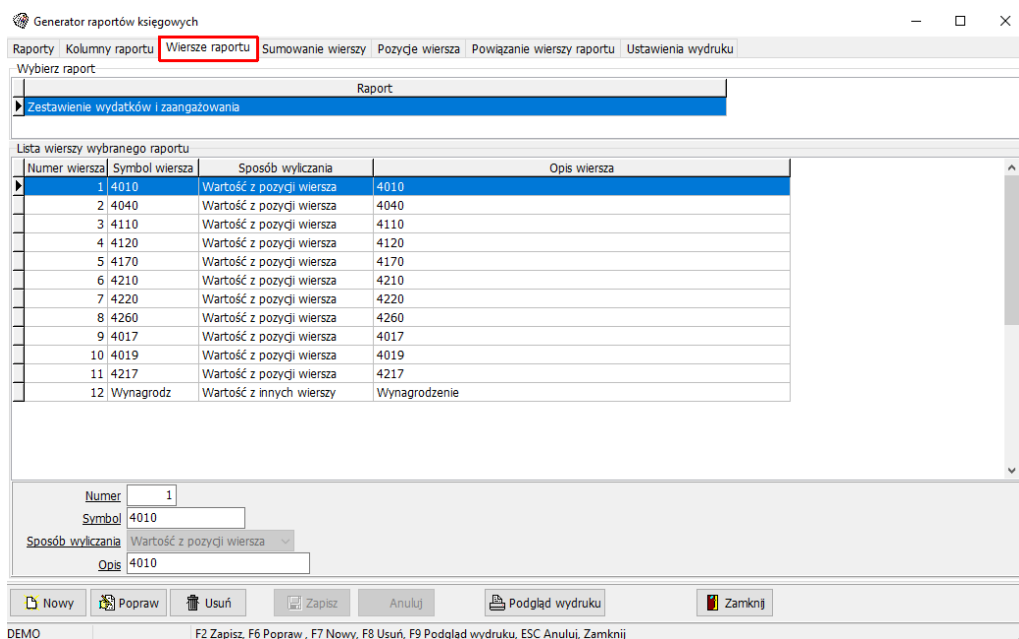 Generator raportów księgowych
Raporty Kolumny raportu Wiersze raportu Sumowanie wierszy Pozycje wiersza Powiązanie wierszy raportu Ustawienia wydruku
Wybierz raport
Raport
Zestawienie wydatków i zaangażowania
Lista wierszy wybranego raportu
Numer wiersza Symbol wiersza Sposób wyliczania Opis wiersza
1 4010 Wartość z pozycji wiersza 4010
2 4040 Wartość z pozycji wiersza 4040
3 4110 Wartość z pozycji wiersza 4110
4 4120 Wartość z pozycji wiersza 4120
5 4170 Wartość z pozycji wiersza 4170
6 4210 Wartość z pozycji wiersza 4210
7 4220 Wartość z pozycji wiersza 4220
8 4260 Wartość z pozycji wiersza 4260
9 4017 Wartość z pozycji wiersza 4017
10 4019 Wartość z pozycji wiersza 4019
11 4217 Wartość z pozycji wiersza 4217
12 Wynagrodz Wartość z innych wierszy Wynagrodzenie
Numer 1
Symbol 4010
Sposób wyliczania Wartość z pozycji wiersza
Opis 4010
Nowy Popraw Usuń Zapisz Anuluj Podgląd wydruku Zamknij
DEMO F2 Zapisz, F6 Popraw , F7 Nowy, F8 Usuń, F9 Podgląd wydruku, ESC Anuluj, Zamknij